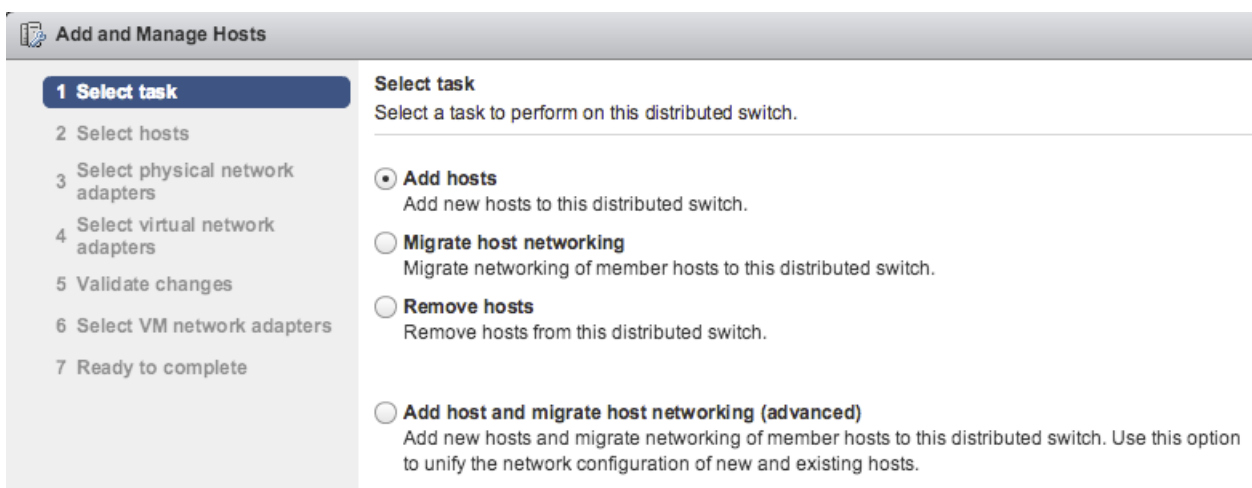 Add and Manage Hosts
1 Select task
2 Select hosts
3 Select physical network
adapters
4 Select virtual network
adapters
5 Validate changes
6 Select VM network adapters
7 Ready to complete
Select task
Select a task to perform on this distributed switch.
Add hosts
Add new hosts to this distributed switch.
Migrate host networking
Migrate networking of member hosts to this distributed switch.
Remove hosts
Remove hosts from this distributed switch.
Add host and migrate host networking (advanced)
Add new hosts and migrate networking of member hosts to this distributed switch. Use this option
to unify the network configuration of new and existing hosts.